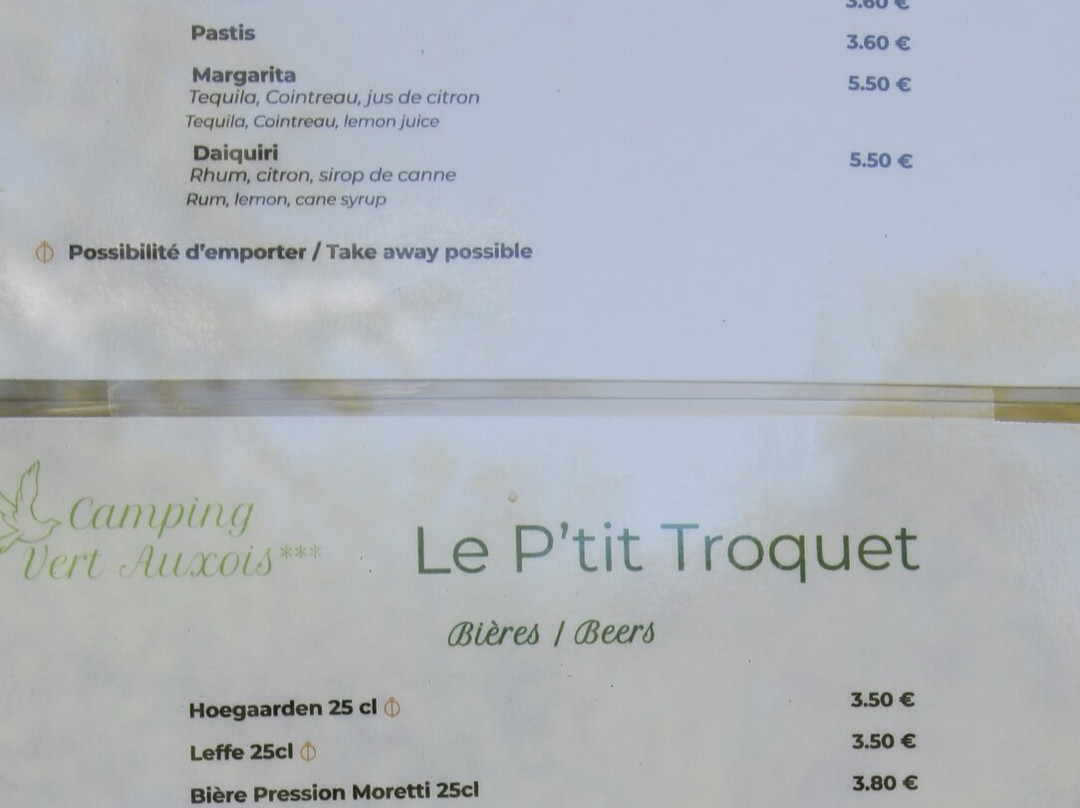 3.60 €
Pastis 3.60 €
Margarita 5.50 €
Tequila, Cointreau, jus de citron
Tequila, Cointreau, lemon juice
Daiquiri 5.50 €
Rhum, citron, sirop de canne
Rum, lemon, cane syrup
Possibilité d'emporter / Take away possible
Camping
Vert Auxois***
Le P'tit Troquet
Bières / Beers
Hoegaarden 25 cl 3.50 €
Leffe 25cl 3.50 €
Bière Pression Moretti 25cl 3.80 €